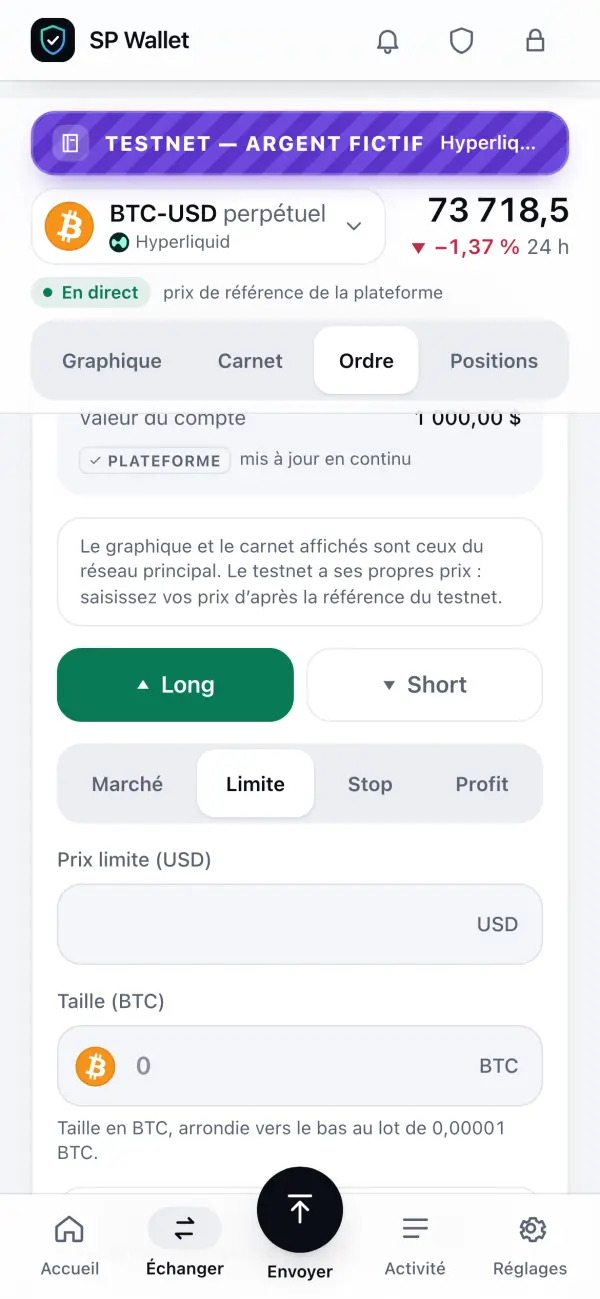 SP Wallet
TESTNET — ARGENT FICTIF Hyperliq...
BTC-USD perpétuel
Hyperliquid
73 718,5
▼ −1,37 % 24 h
En direct
prix de référence de la plateforme
Graphique Carnet Ordre Positions
Valeur du compte 1 000,00 $
PLATEFORME mis à jour en continu
Le graphique et le carnet affichés sont ceux du
réseau principal. Le testnet a ses propres prix :
saisissez vos prix d’après la référence du testnet.
▲ Long ▼ Short
Marché Limite Stop Profit
Prix limite (USD)
USD
Taille (BTC)
0 BTC
Taille en BTC, arrondie vers le bas au lot de 0,00001
BTC.
Accueil Échanger Envoyer Activité Réglages